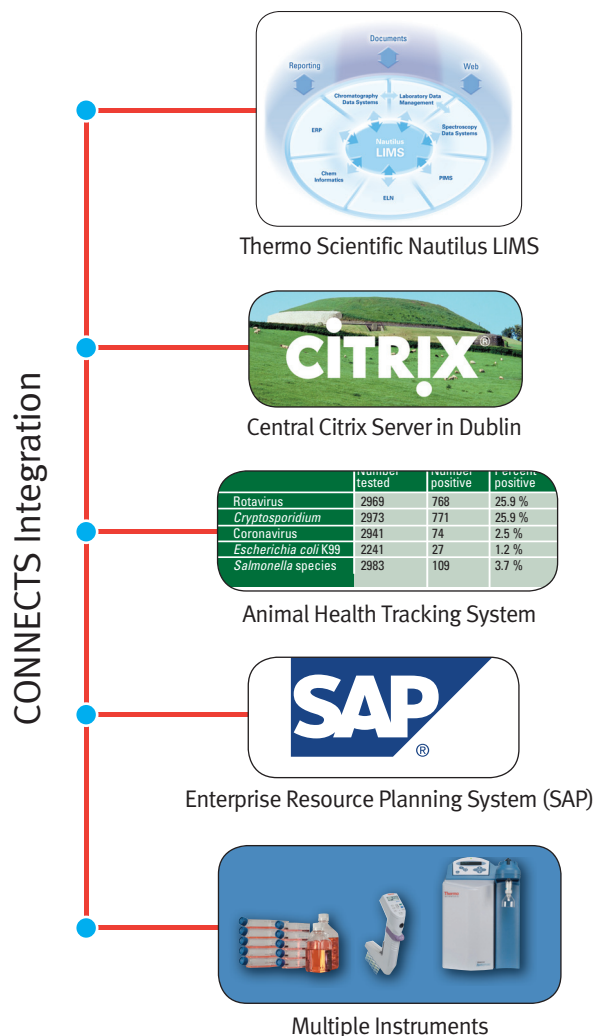 Documents
Reporting
Web
Chromatography
Data Systems
Laboratory Data
Management
ERP
Spectroscopy
Data Systems
Nautilus
LIMS
Chem
Informatics
PIMS
ELN
Thermo Scientific Nautilus LIMS
CONNECTS Integration
CİTRIX®
Central Citrix Server in Dublin
Number tested Number positive Percent positive
Rotavirus 2969 768 25.9 %
Cryptosporidium 2973 771 25.9 %
Coronavirus 2941 74 2.5 %
Escherichia coli K99 2241 27 1.2 %
Salmonella species 2983 109 3.7 %
Animal Health Tracking System
SAP®
Enterprise Resource Planning System (SAP)
Thermo
Multiple Instruments